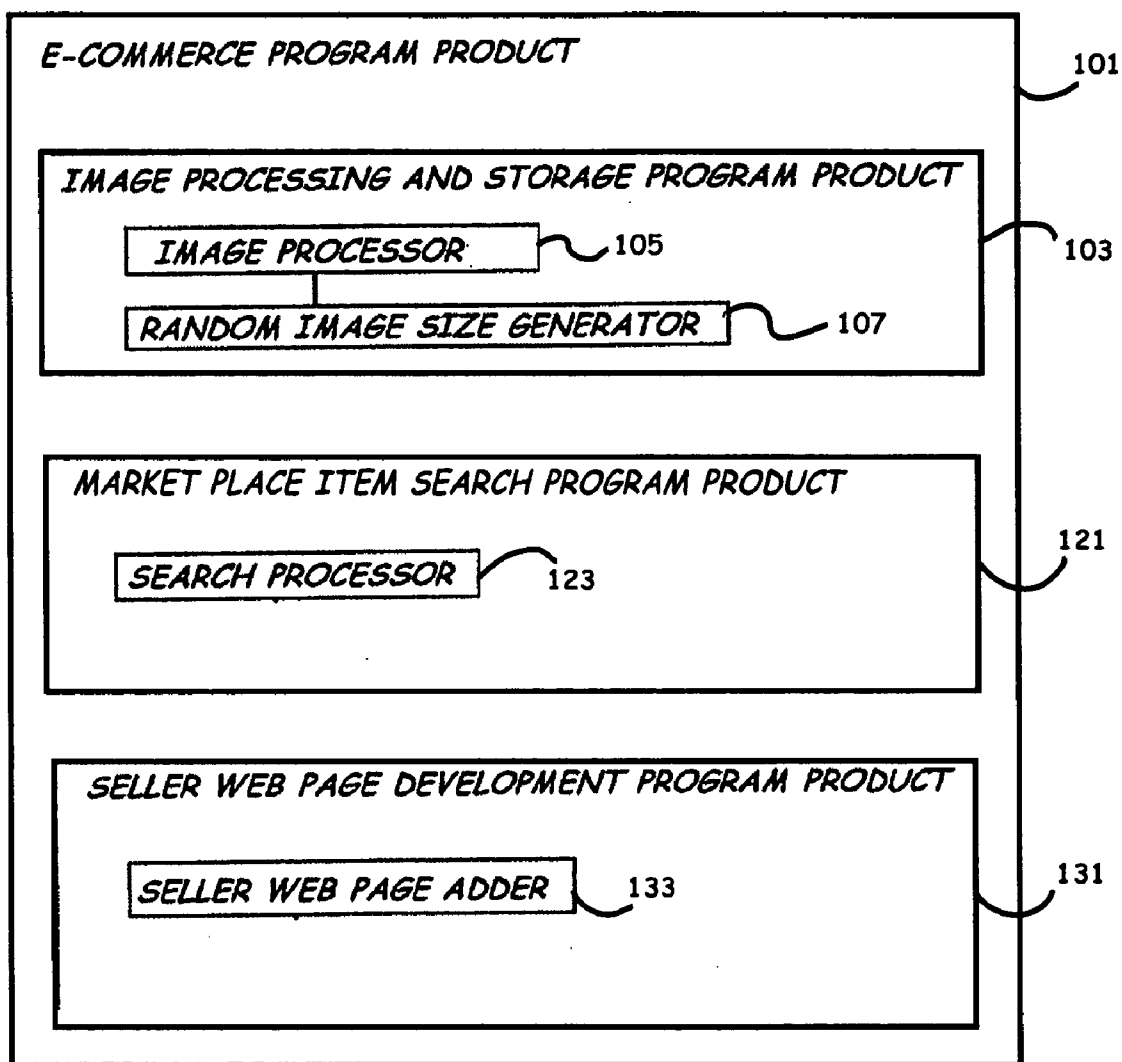 E-COMMERCE PROGRAM PRODUCT
101
IMAGE PROCESSING AND STORAGE PROGRAM PRODUCT
IMAGE PROCESSOR
105
103
RANDOM IMAGE SIZE GENERATOR
107
MARKET PLACE ITEM SEARCH PROGRAM PRODUCT
121
SEARCH PROCESSOR
123
SELLER WEB PAGE DEVELOPMENT PROGRAM PRODUCT
131
SELLER WEB PAGE ADDER
133